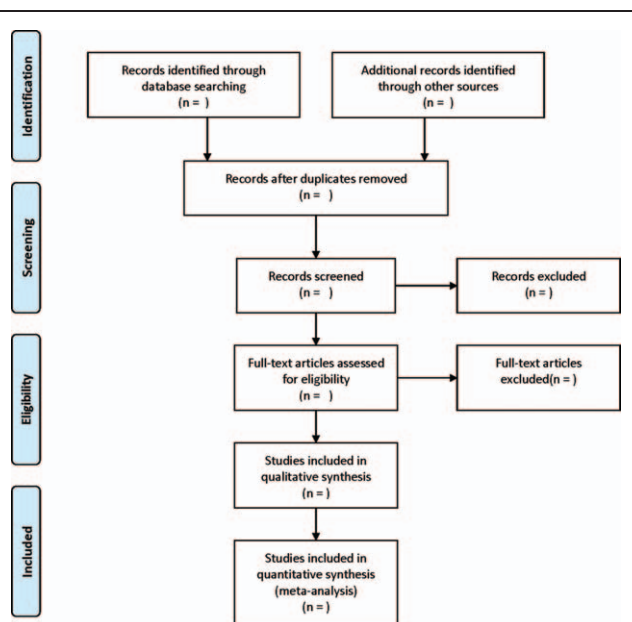 Identification
Records identified through
database searching
(n =  )
Additional records identified
through other sources
(n =  )
Records after duplicates removed
(n =  )
Screening
Records screened
(n =  )
Records excluded
(n = )
Eligibility
Full-text articles assessed
for eligibility
(n =  )
Full-text articles
excluded(n = )
Studies included in
qualitative synthesis
(n = )
Included
Studies included in
quantitative synthesis
(meta-analysis)
(n = )